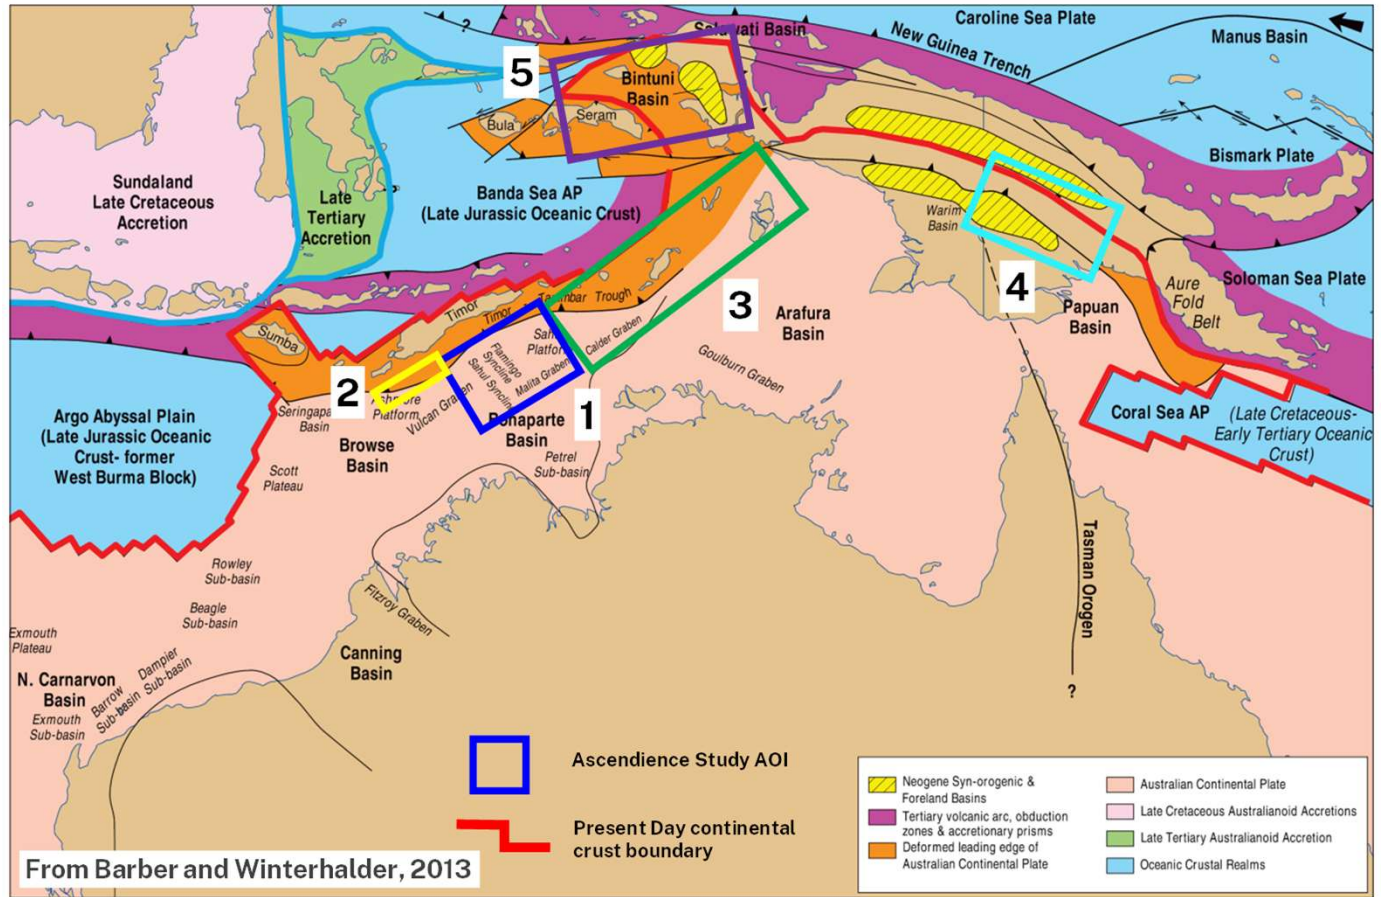 Caroline Sea Plate
Manus Basin
New Guinea Trench
Basin
5
Bintuni
Basin
?
Bula
Seram
Bismark Plate
Sundaland
Late Cretaceous
Accretion
Late
Tertiary
Accretion
Banda Sea AP
(Late Jurassic Oceanic Crust)
Warim
Basin
Soloman Sea Plate
Aure
Fold
Belt
4
Papuan
Basin
3
Arafura
Basin
Timor
Timor
Trough
Sumba
Calder Graben
Flamingo
Syncline
Malita Graben
Goulburn Graben
2
Platform
Vulcan Graben
Basin
Browse
Basin
1
Basin
Petrel
Sub-basin
Argo Abyssal Plain
(Late Jurassic Oceanic
Crust- former
West Burma Block)
Scott
Plateau
Coral Sea AP
(Late Cretaceous-
Early Tertiary Oceanic
Crust)
Rowley
Sub-basin
Beagle
Sub-basin
Fitzroy Graben
Tasman Orogen
?
Exmouth
Plateau
Canning
Basin
N. Carnarvon
Basin
Dampier
Sub-basin
Barrow
Sub-basin
Exmouth
Sub-basin
Ascendience Study AOI
Present Day continental
crust boundary
From Barber and Winterhalder, 2013
Neogene Syn-orogenic &
Foreland Basins
Tertiary volcanic arc, obduction
zones & accretionary prisms
Deformed leading edge of
Australian Continental Plate
Australian Continental Plate
Late Cretaceous Australianoid Accretions
Late Tertiary Australianoid Accretion
Oceanic Crustal Realms